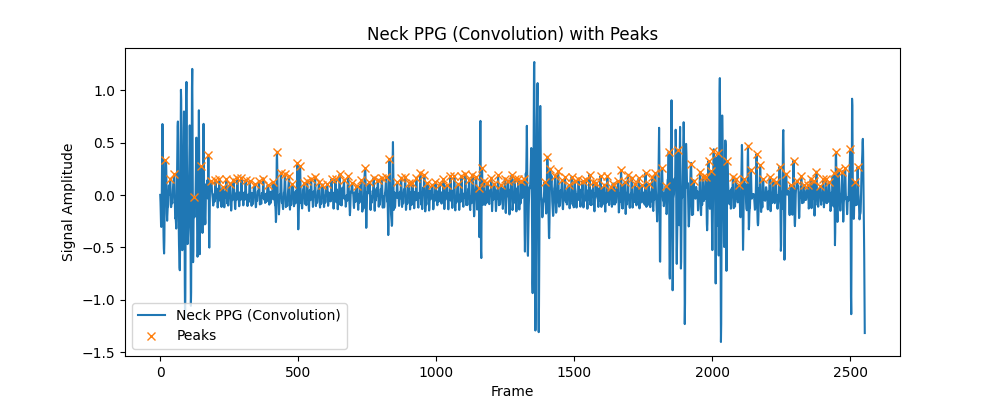 Neck PPG (Convolution) with Peaks
Signal Amplitude
1.0
0.5
0.0
−0.5
−1.0
−1.5
Neck PPG (Convolution)
Peaks
0 500 1000 1500 2000 2500
Frame